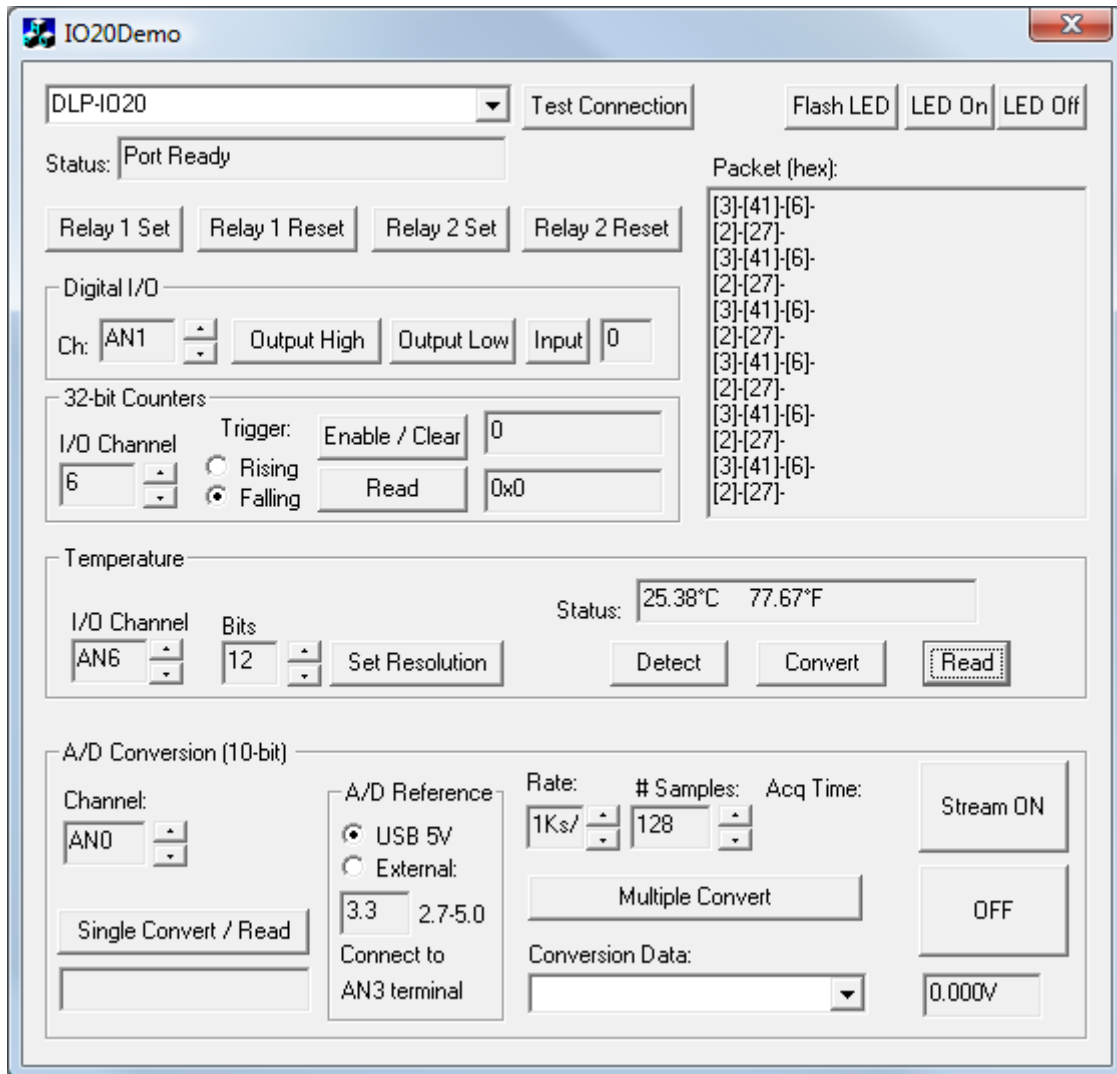 IO20Demo
DLP-IO20 Test Connection Flash LED LED On LED Off
Status: Port Ready
Packet (hex):
[3]-[41]-[6]-
[2]-[27]-
[3]-[41]-[6]-
[2]-[27]-
[3]-[41]-[6]-
[2]-[27]-
[3]-[41]-[6]-
[2]-[27]-
[3]-[41]-[6]-
[2]-[27]-
[3]-[41]-[6]-
[2]-[27]-
Relay 1 Set Relay 1 Reset Relay 2 Set Relay 2 Reset
Digital I/O
Ch: AN1 Output High Output Low Input 0
32-bit Counters
I/O Channel
6
Trigger:
Rising
Falling
Enable / Clear 0
Read 0x0
Temperature
I/O Channel
AN6
Bits
12
Set Resolution
Status: 25.38°C 77.67°F
Detect Convert Read
A/D Conversion (10-bit)
Channel:
AN0
Single Convert / Read
A/D Reference
USB 5V
External:
3.3 2.7-5.0
Connect to
AN3 terminal
Rate: # Samples: Acq Time:
1Ks/ 128
Multiple Convert
Conversion Data:
Stream ON
OFF
0.000V